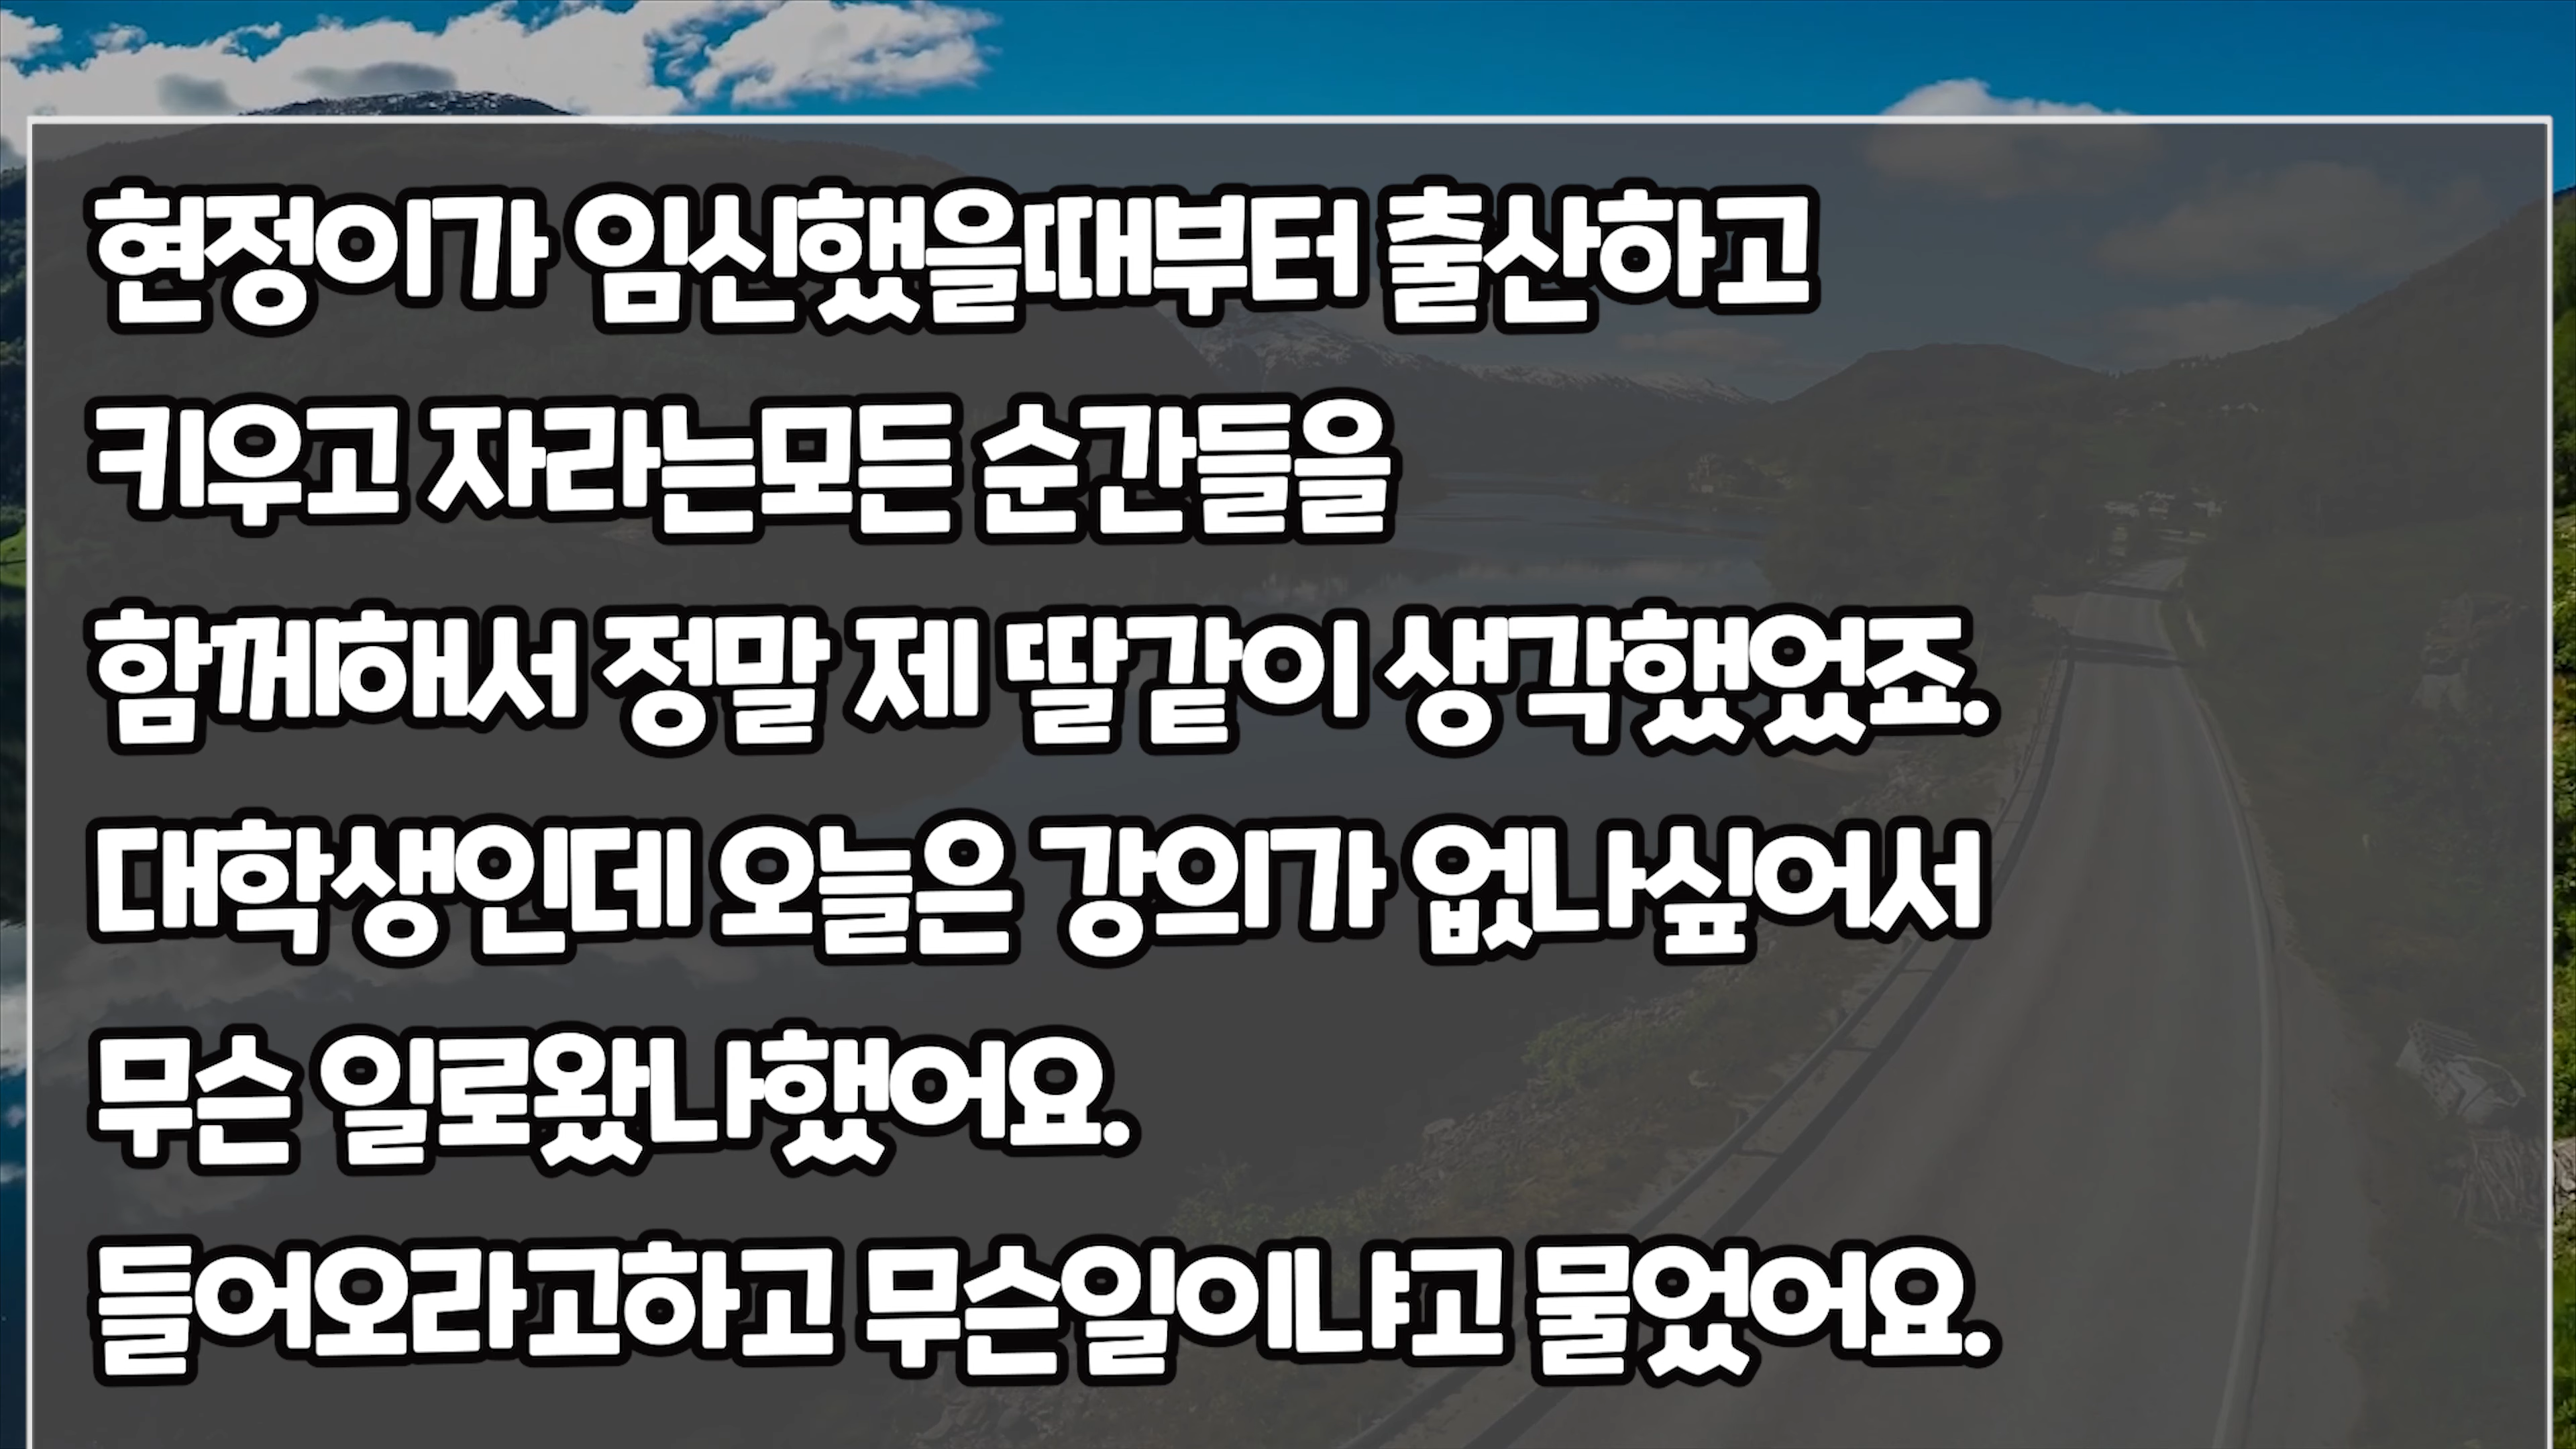 현정이가 임신했을때부터 출산하고
키우고 자라는모든 순간들을
함께해서 정말 제 딸같이 생각했었죠.
대학생인데 오늘은 강의가 없나싶어서
무슨 일로왔나했어요.
들어오라고하고 무슨일이냐고 물었어요.